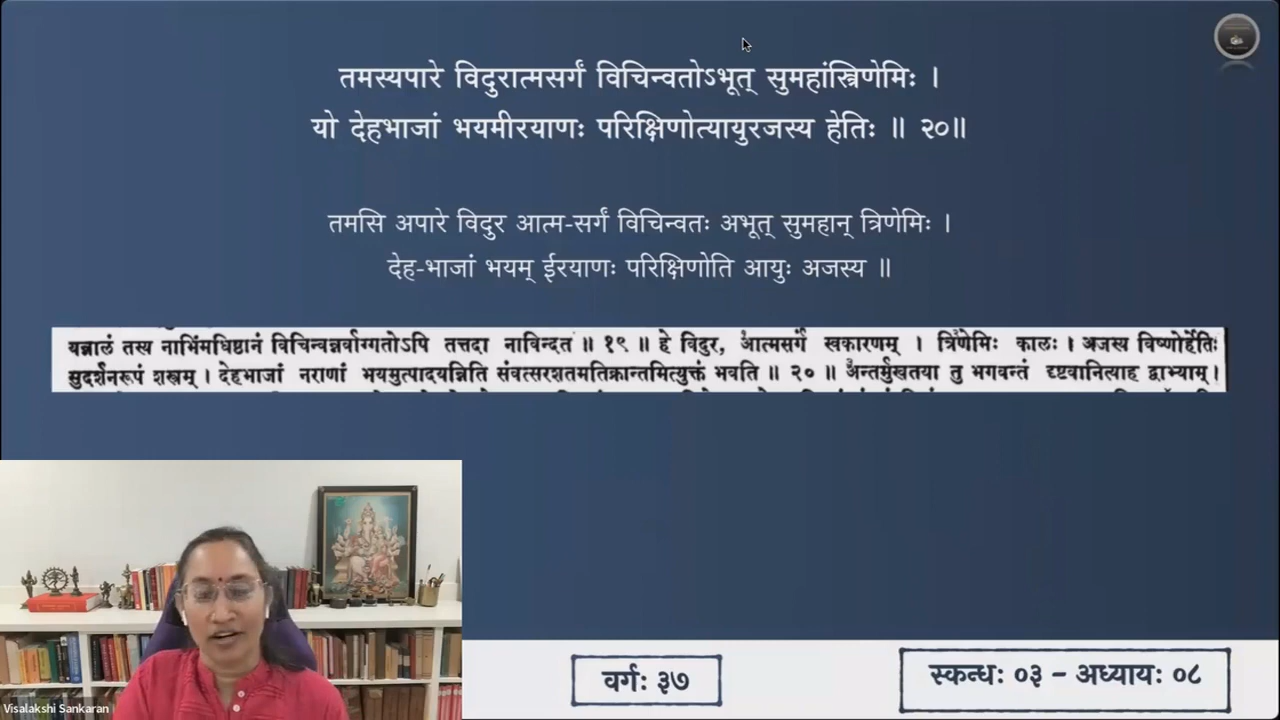 तमस्यपारे विदुरात्मसर्गं विचिन्वतोऽभूत् सुमहांस्त्रिणेमिः ।
यो देहभाजां भयमीरयाणः परिक्षिणोत्यायुरजस्य हेतिः ॥ २०॥
तमसि अपारे विदुर आत्म-सर्गं विचिन्वतः अभूत् सुमहान् त्रिणेमिः ।
देह-भाजां भयम् ईरयाणः परिक्षिणोति आयुः अजस्य ॥
यन्नालं तस्य नाभिमधिष्ठानं विचिन्वन्नर्वाग्गतोऽपि तत्तदा नाविन्दत ॥ १९ ॥ हे विदुर, आत्मसर्गं स्वकारणम् । त्रिणेमिः कालः । अजस्य विष्णोर्हेतिः
सुदर्शनरूपं शस्त्रम् । देहभाजां नराणां भयमुत्पादयन्निति संवत्सरशतमतिक्रान्तमित्युक्तं भवति ॥ २० ॥ अन्तर्मुखतया तु भगवन्तं दृष्टवानित्याह द्वाभ्याम् ।
Visalakshi Sankaran
वर्गः ३७
स्कन्धः ०३ - अध्यायः ०८